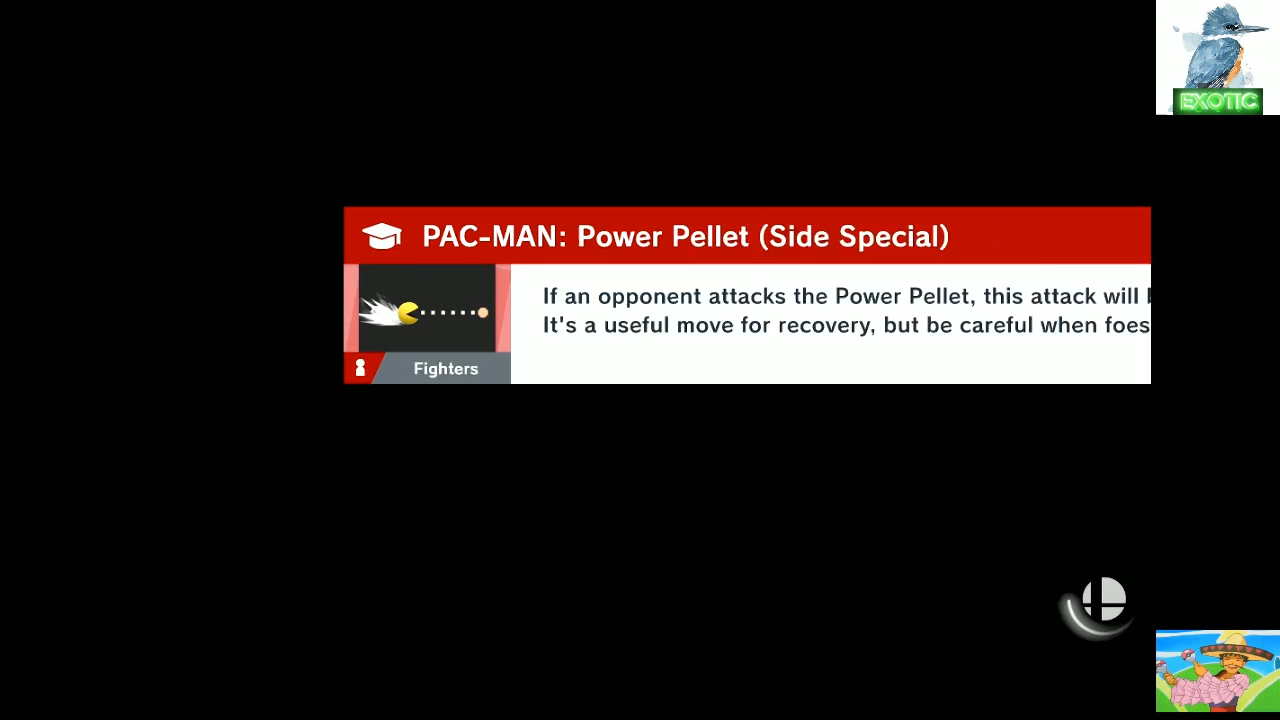 EXOTIC
PAC-MAN: Power Pellet (Side Special)
If an opponent attacks the Power Pellet, this attack will
It's a useful move for recovery, but be careful when foes
Fighters